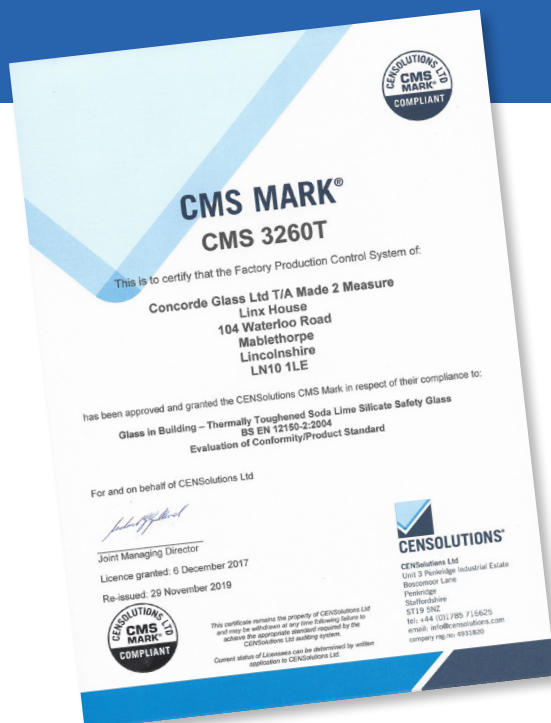 CENSOLUTIONS LTD
CMS
MARK®
COMPLIANT
CMS MARK®
CMS 3260T
This is to certify that the Factory Production Control System of:
Concorde Glass Ltd T/A Made 2 Measure
Linx House
104 Waterloo Road
Mablethorpe
Lincolnshire
LN10 1LE
has been approved and granted the CENSolutions CMS Mark in respect of their compliance to:
Glass in Building – Thermally Toughened Soda Lime Silicate Safety Glass
BS EN 12150-2:2004
Evaluation of Conformity/Product Standard
For and on behalf of CENSolutions Ltd
Joint Managing Director
Licence granted: 6 December 2017
Re-issued: 29 November 2019
CENSOLUTIONS LTD
CMS
MARK®
COMPLIANT
This certificate remains the property of CENSolutions Ltd
and may be withdrawn at any time following failure to
achieve the appropriate standard required by the
CENSolutions Ltd auditing system.
Current status of Licensees can be determined by written
application to CENSolutions Ltd.
CENSOLUTIONS®
CENSolutions Ltd
Unit 3 Penkridge Industrial Estate
Boscomoor Lane
Penkridge
Staffordshire
ST19 5NZ
tel: +44 (0)1785 715625
email: info@censolutions.com
company reg.no: 4931820